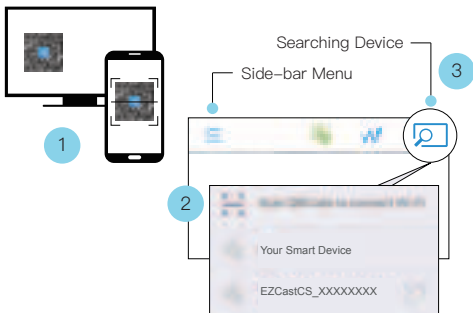 Searching Device
3
Side-bar Menu
1
2
Your Smart Device
EZCastCS_XXXXXXXX